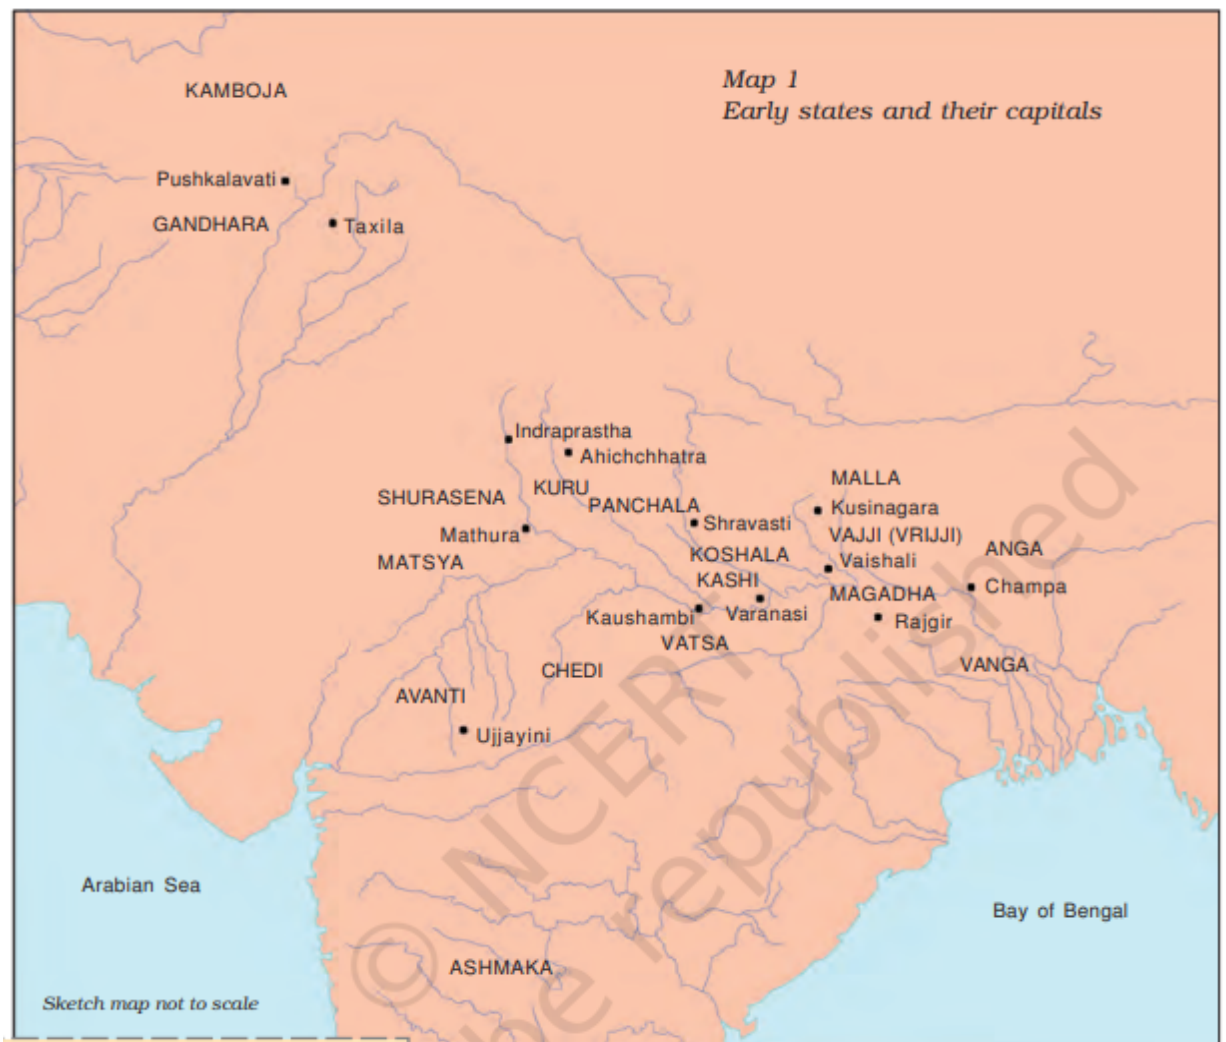 Map 1
Early states and their capitals
KAMBOJA
Pushkalavati
GANDHARA
Taxila
Indraprastha
Ahichchhatra
MALLA
KURU
SHURASENA
PANCHALA
Kusinagara
Shravasti
Mathura
VAJJI (VRIJJI)
ANGA
KOSHALA
MATSYA
Vaishali
KASHI
Champa
MAGADHA
Kaushambi
Varanasi
Rajgir
VATSA
VANGA
CHEDI
AVANTI
Ujjayini
Arabian Sea
Bay of Bengal
ASHMAKA
Sketch map not to scale
© NCERT
be republished